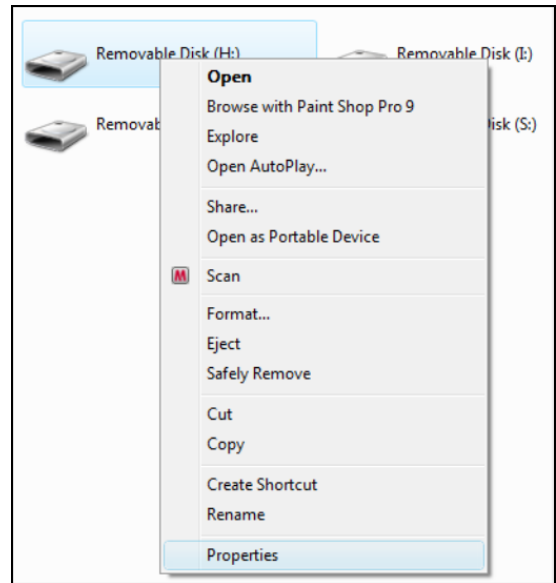 Removable Disk (H:)
Removable Disk (I:)
Open
Browse with Paint Shop Pro 9
Removab
isk (S:)
Explore
Open AutoPlay...
Share...
Open as Portable Device
M Scan
Format...
Eject
Safely Remove
Cut
Copy
Create Shortcut
Rename
Properties